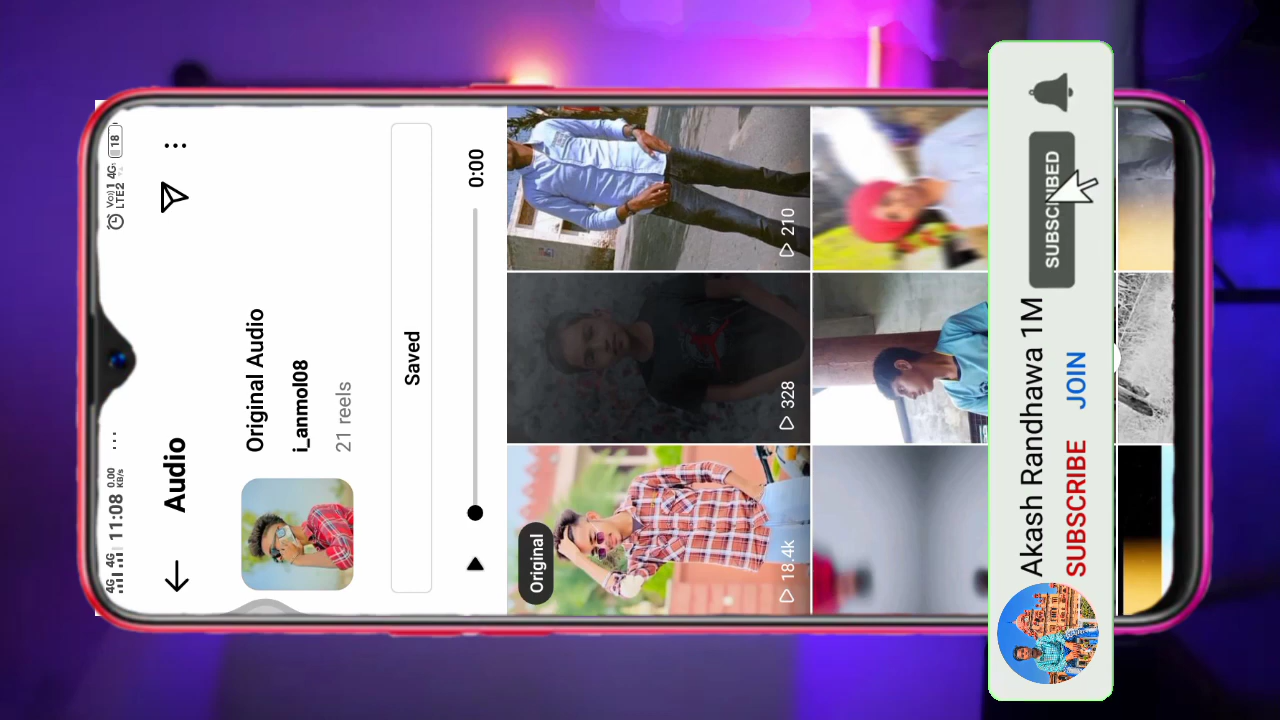 4G 4G 11:08 0.00 KB/s ...
Vo)) 1 4G LTE2 18
Audio
Original Audio
i_anmol08
21 reels
Saved
0:00
Original
18.4k
328
210
Akash Randhawa 1M
SUBSCRIBE JOIN
SUBSCRIBED